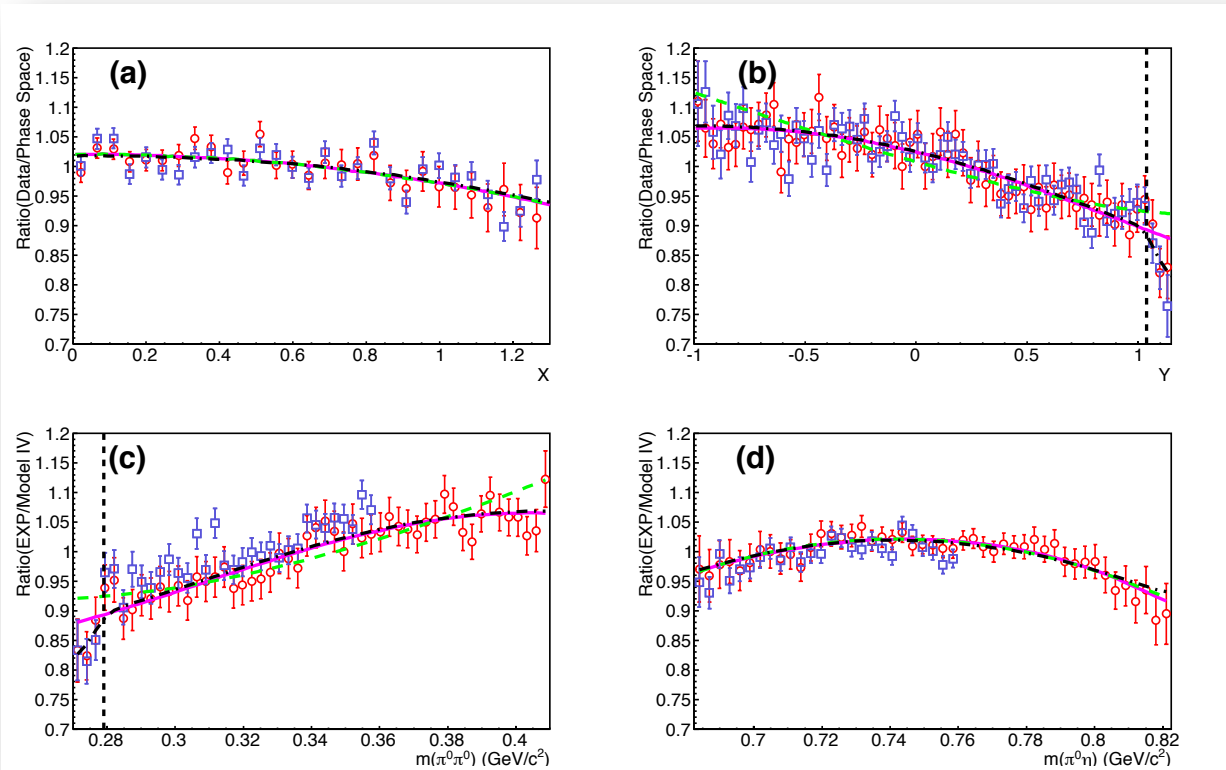 (a)
Ratio(Data/Phase Space)
1.2
1.15
1.1
1.05
1
0.95
0.9
0.85
0.8
0.75
0.7
0 0.2 0.4 0.6 0.8 1 1.2
X
(b)
Ratio(Data/Phase Space)
1.2
1.15
1.1
1.05
1
0.95
0.9
0.85
0.8
0.75
0.7
-1 -0.5 0 0.5 1
Y
(c)
Ratio(EXP/Model IV)
1.2
1.15
1.1
1.05
1
0.95
0.9
0.85
0.8
0.75
0.7
0.28 0.3 0.32 0.34 0.36 0.38 0.4
m(π⁰π⁰) (GeV/c²)
(d)
Ratio(EXP/Model IV)
1.2
1.15
1.1
1.05
1
0.95
0.9
0.85
0.8
0.75
0.7
0.7 0.72 0.74 0.76 0.78 0.8 0.82
m(π⁰η) (GeV/c²)